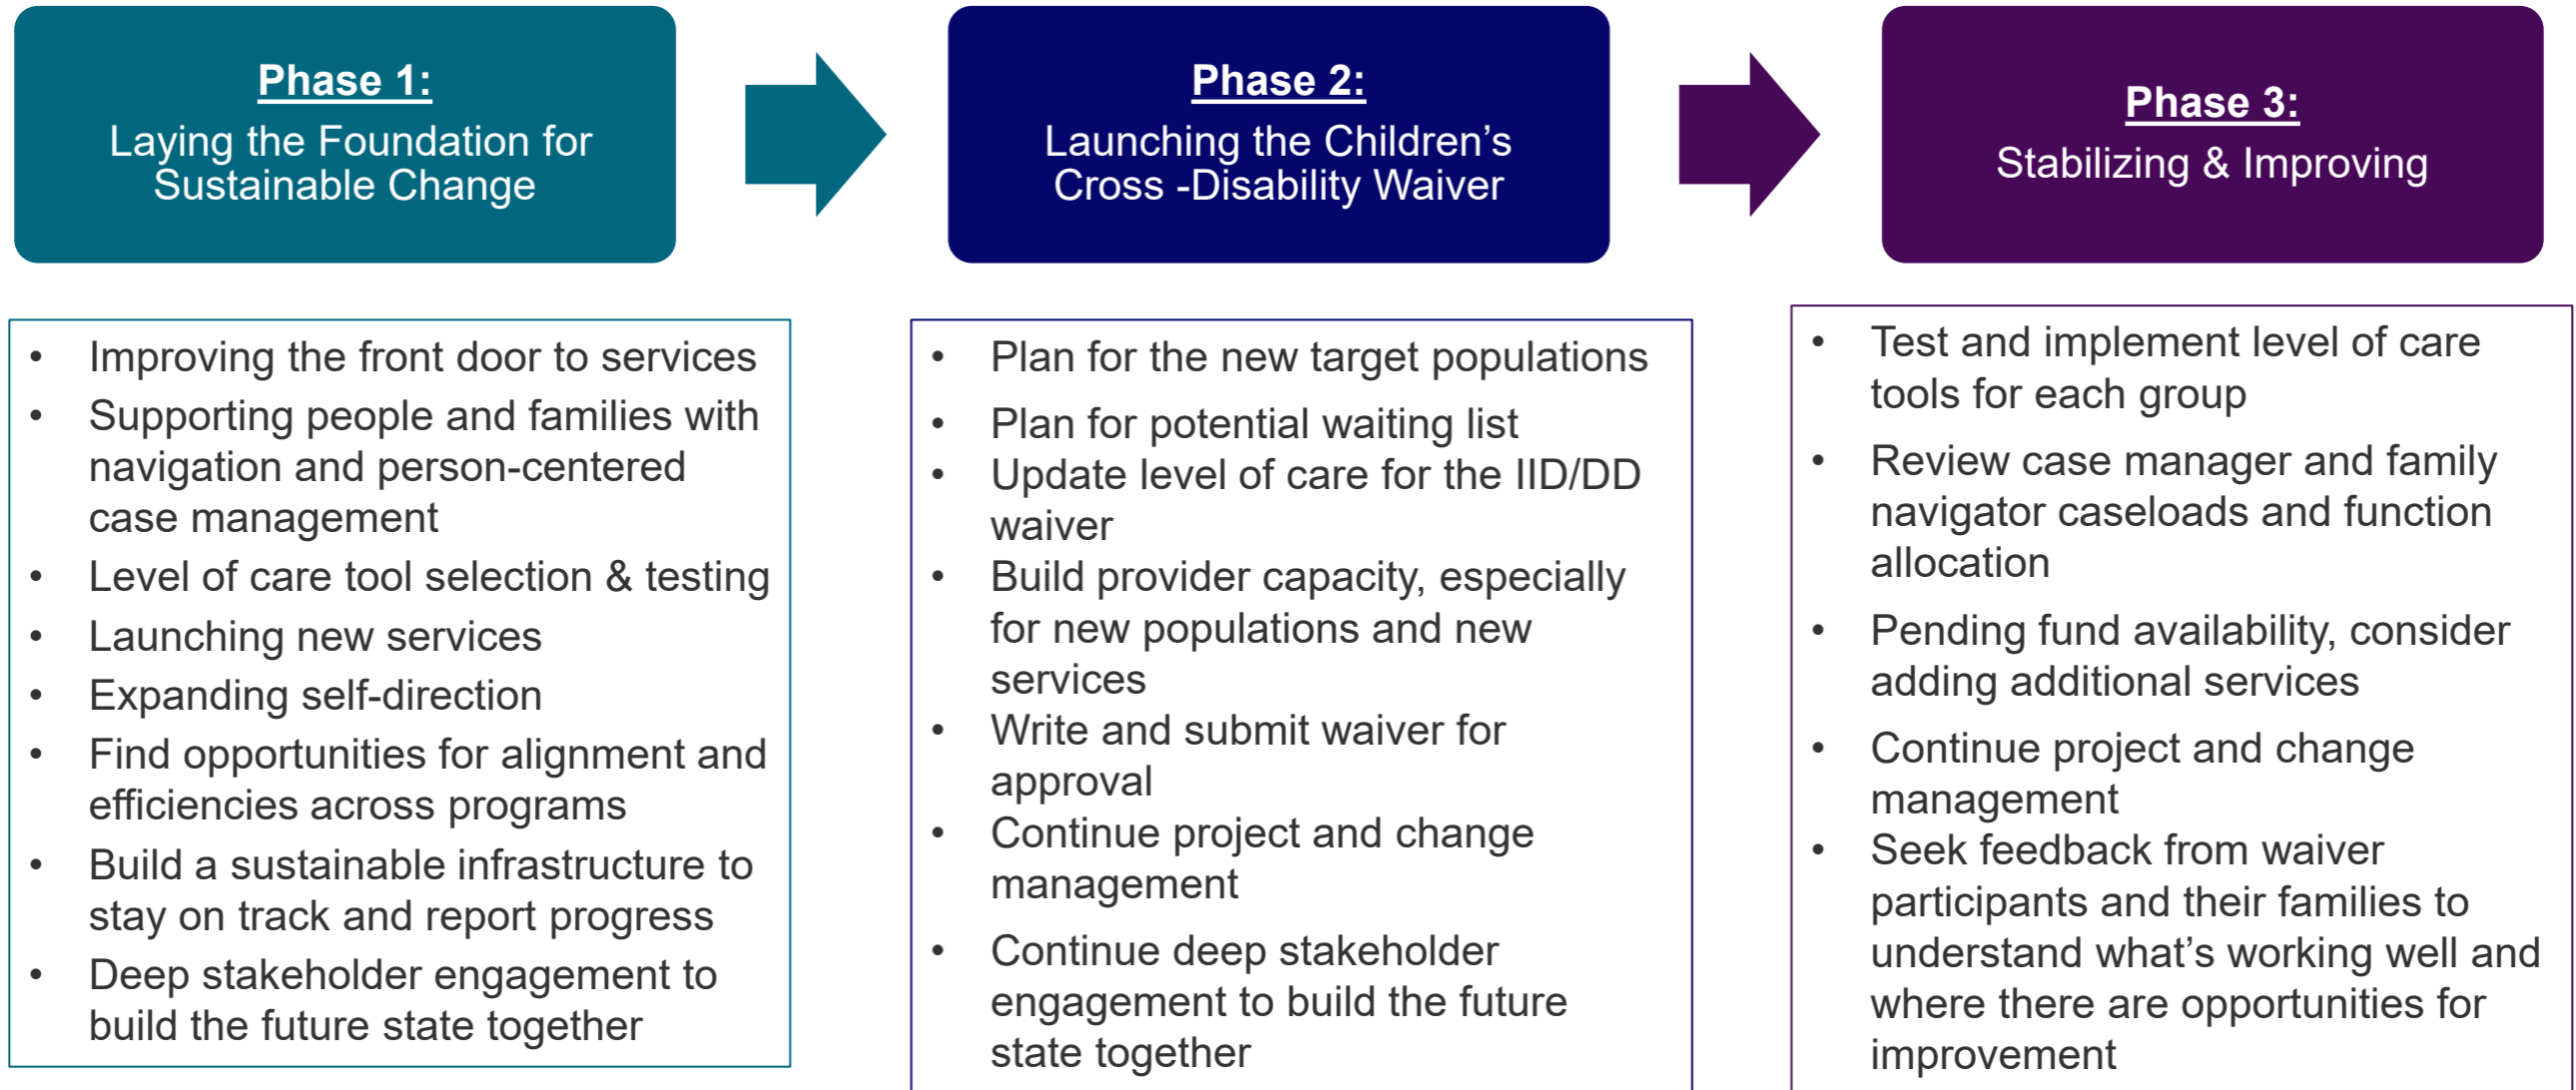 Phase 1:
Laying the Foundation for
Sustainable Change
Phase 2:
Launching the Children’s
Cross -Disability Waiver
Phase 3:
Stabilizing & Improving
• Improving the front door to services
• Supporting people and families with
navigation and person-centered
case management
• Level of care tool selection & testing
• Launching new services
• Expanding self-direction
• Find opportunities for alignment and
efficiencies across programs
• Build a sustainable infrastructure to
stay on track and report progress
• Deep stakeholder engagement to
build the future state together
• Plan for the new target populations
• Plan for potential waiting list
• Update level of care for the IID/DD
waiver
• Build provider capacity, especially
for new populations and new
services
• Write and submit waiver for
approval
• Continue project and change
management
• Continue deep stakeholder
engagement to build the future
state together
• Test and implement level of care
tools for each group
• Review case manager and family
navigator caseloads and function
allocation
• Pending fund availability, consider
adding additional services
• Continue project and change
management
• Seek feedback from waiver
participants and their families to
understand what’s working well and
where there are opportunities for
improvement